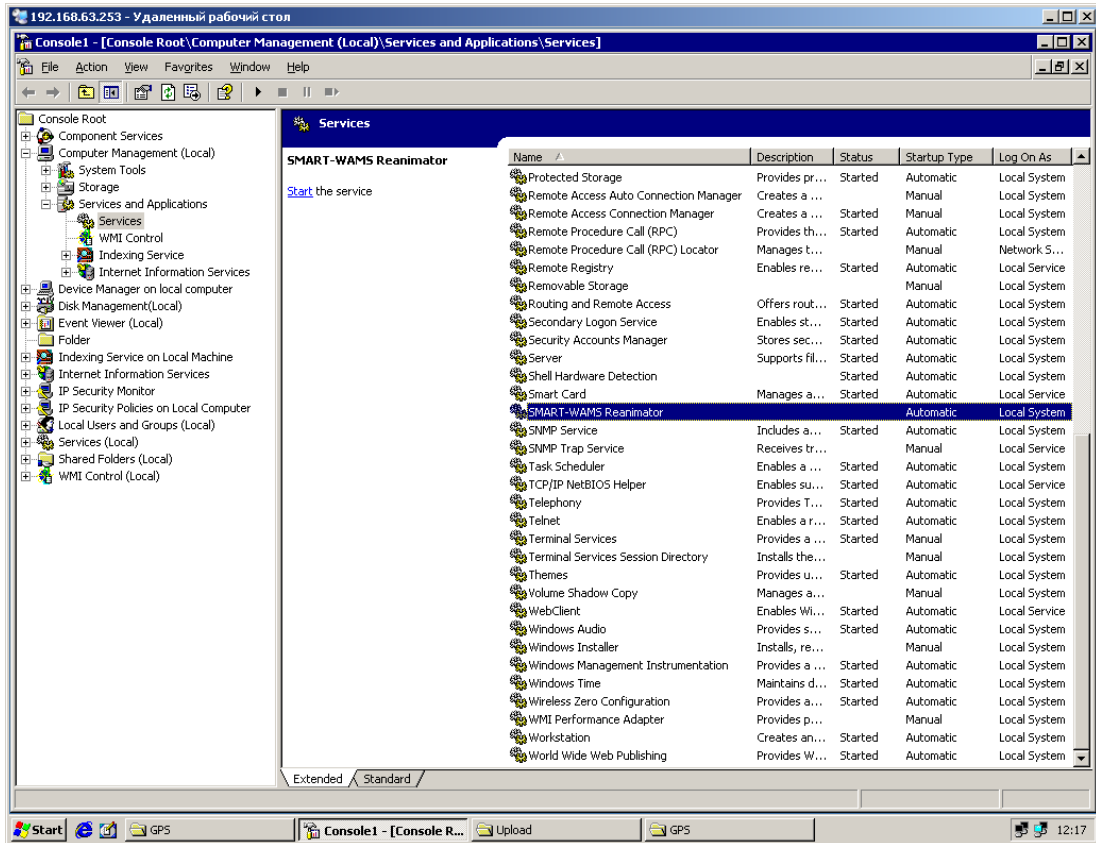 192.168.63.253 - Удаленный рабочий стол
Console1 - [Console Root\Computer Management (Local)\Services and Applications\Services]
File Action View Favorites Window Help
Console Root
Component Services
Computer Management (Local)
System Tools
Storage
Services and Applications
Services
WMI Control
Indexing Service
Internet Information Services
Device Manager on local computer
Disk Management(Local)
Event Viewer (Local)
Folder
Indexing Service on Local Machine
Internet Information Services
IP Security Monitor
IP Security Policies on Local Computer
Local Users and Groups (Local)
Services (Local)
Shared Folders (Local)
WMI Control (Local)
Services
SMART-WAMS Reanimator
Start the service
Name Description Status Startup Type Log On As
Protected Storage Provides pr... Started Automatic Local System
Remote Access Auto Connection Manager Creates a ... Manual Local System
Remote Access Connection Manager Creates a ... Started Manual Local System
Remote Procedure Call (RPC) Provides th... Started Automatic Local System
Remote Procedure Call (RPC) Locator Manages t... Manual Network S...
Remote Registry Enables re... Started Automatic Local Service
Removable Storage Manual Local System
Routing and Remote Access Offers rout... Started Automatic Local System
Secondary Logon Service Enables st... Started Automatic Local System
Security Accounts Manager Stores sec... Started Automatic Local System
Server Supports fil... Started Automatic Local System
Shell Hardware Detection Started Automatic Local System
Smart Card Manages a... Started Automatic Local Service
SMART-WAMS Reanimator Automatic Local System
SNMP Service Includes a... Started Automatic Local System
SNMP Trap Service Receives tr... Manual Local Service
Task Scheduler Enables a ... Started Automatic Local System
TCP/IP NetBIOS Helper Enables su... Started Automatic Local Service
Telephony Provides T... Started Automatic Local System
Telnet Enables a r... Started Automatic Local System
Terminal Services Provides a ... Started Manual Local System
Terminal Services Session Directory Installs the... Manual Local System
Themes Provides u... Started Automatic Local System
Volume Shadow Copy Manages a... Manual Local System
WebClient Enables Wi... Started Automatic Local Service
Windows Audio Provides s... Started Automatic Local System
Windows Installer Installs, re... Manual Local System
Windows Management Instrumentation Provides a ... Started Automatic Local System
Windows Time Maintains d... Started Automatic Local System
Wireless Zero Configuration Provides a... Started Automatic Local System
WMI Performance Adapter Provides p... Manual Local System
Workstation Creates an... Started Automatic Local System
World Wide Web Publishing Provides W... Started Automatic Local System
Extended Standard
Start GPS Console1 - [Console R... Upload GPS 12:17